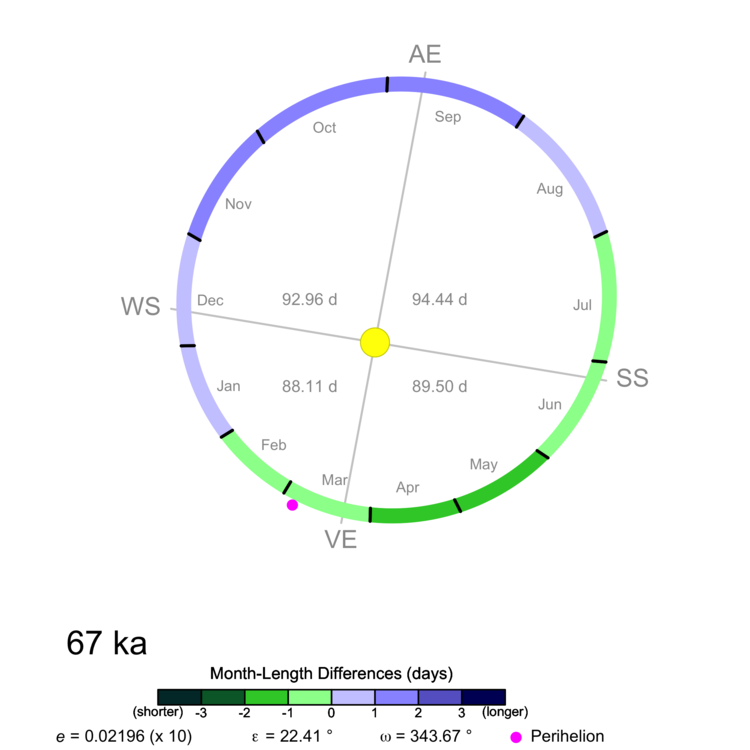 AE
Oct
Sep
Nov
Aug
WS
Dec
92.96 d
94.44 d
Jul
SS
Jan
88.11 d
89.50 d
Jun
Feb
Mar
Apr
May
VE
67 ka
Month-Length Differences (days)
(shorter) -3 -2 -1 0 1 2 3 (longer)
e = 0.02196 (x 10) ε = 22.41 ° ω = 343.67 ° Perihelion